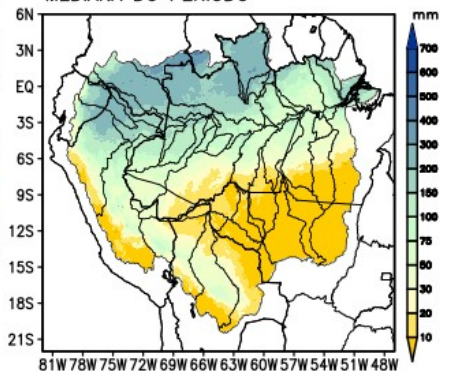 MEDIANA DO PERIODO
mm
6N
3N
EQ
3S
6S
9S
12S
15S
18S
21S
700
600
500
400
300
200
150
100
75
50
30
20
10
81W 78W 75W 72W 69W 66W 63W 60W 57W 54W 51W 48W